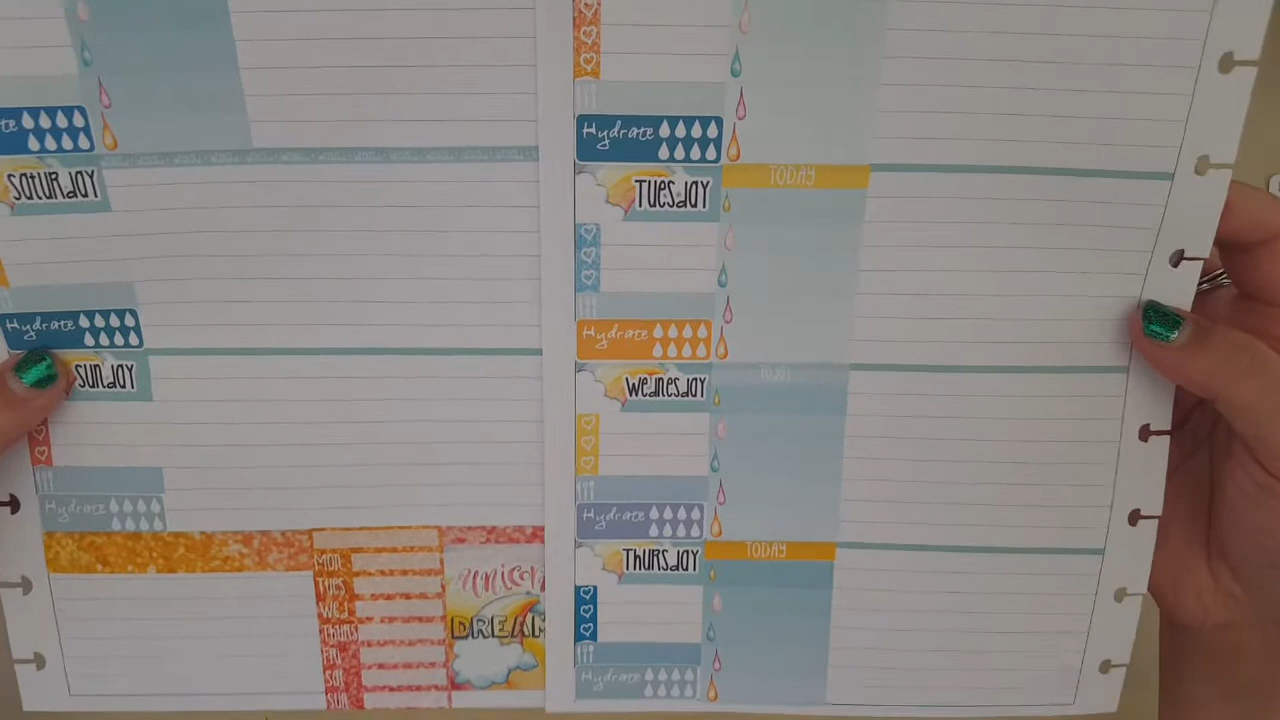 Saturday
Hydrate
Sunday
Hydrate
Mon
Tues
Wed
Thurs
Fri
Sat
Sun
DREAM
Hydrate
Tuesday
TODAY
Hydrate
Wednesday
TODAY
Hydrate
Thursday
TODAY
Hydrate